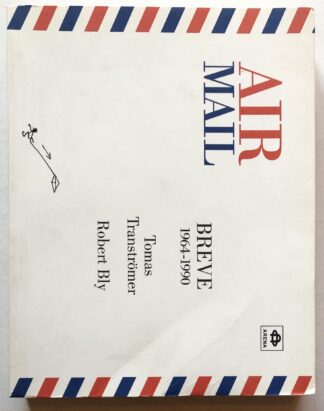 AIR
MAIL
BREVE
1964-1990
Tomas
Tranströmer
Robert Bly
ARENA